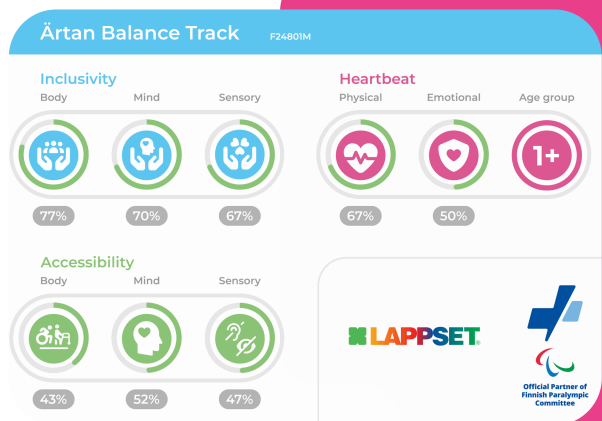 Ärtan Balance Track F24801M
Inclusivity
Body Mind Sensory
77% 70% 67%
Heartbeat
Physical Emotional Age group
1+
67% 50%
Accessibility
Body Mind Sensory
43% 52% 47%
LAPPSET®
Official Partner of
Finnish Paralympic
Committee